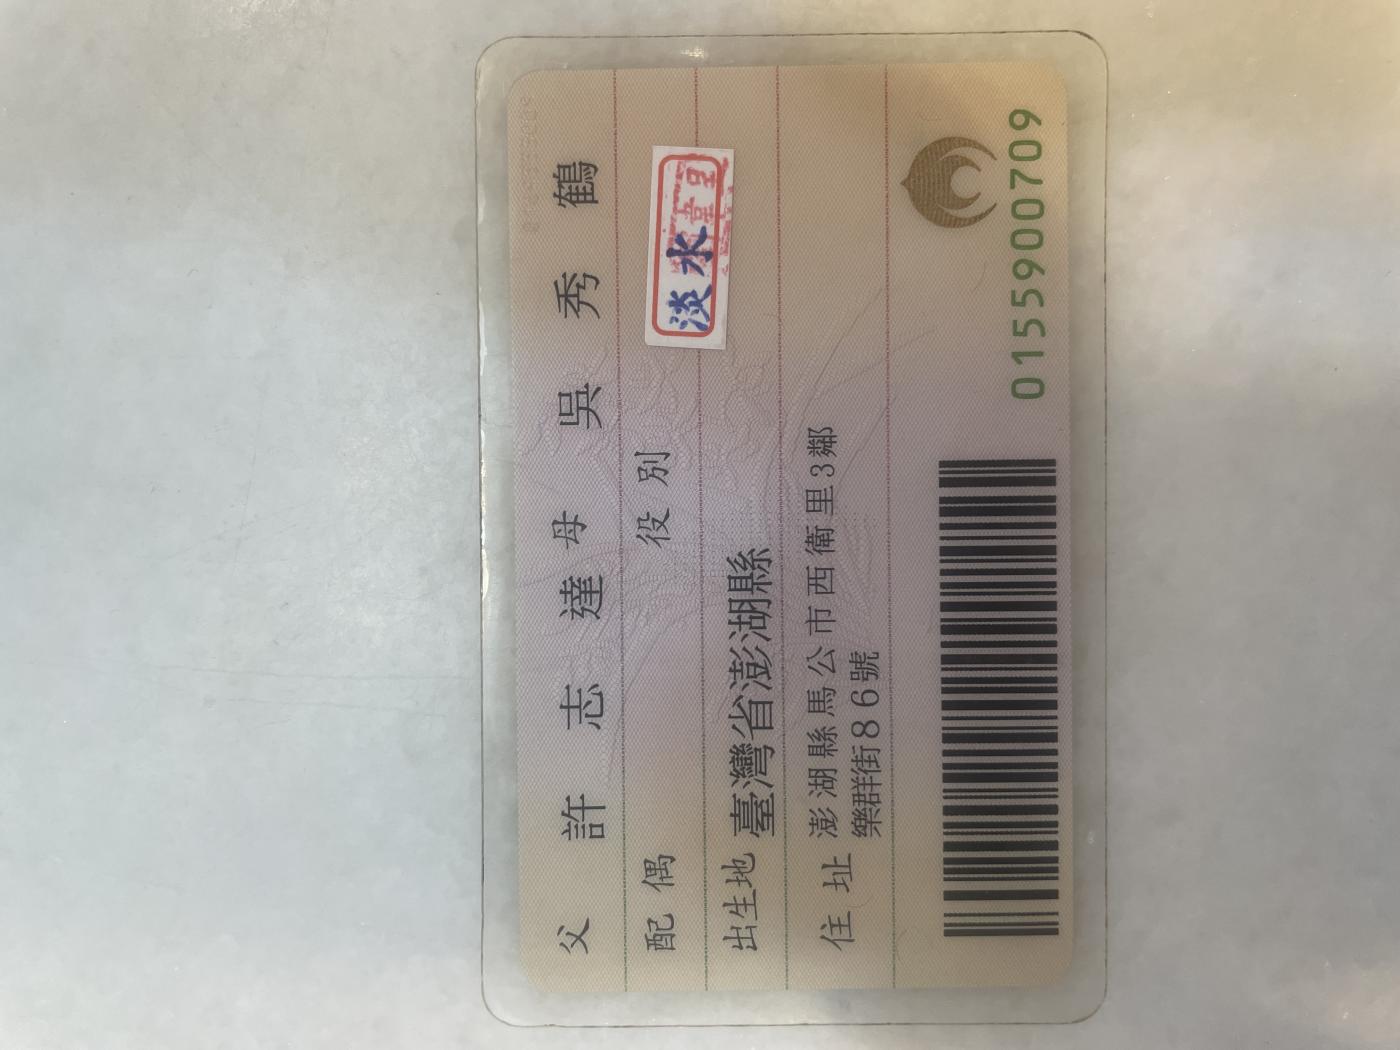 父 許志達 母 吳秀鶴
配偶 役別
淡水
出生地 臺灣省澎湖縣
住址 澎湖縣馬公市西衛里3鄰
樂群街86號
0155900709